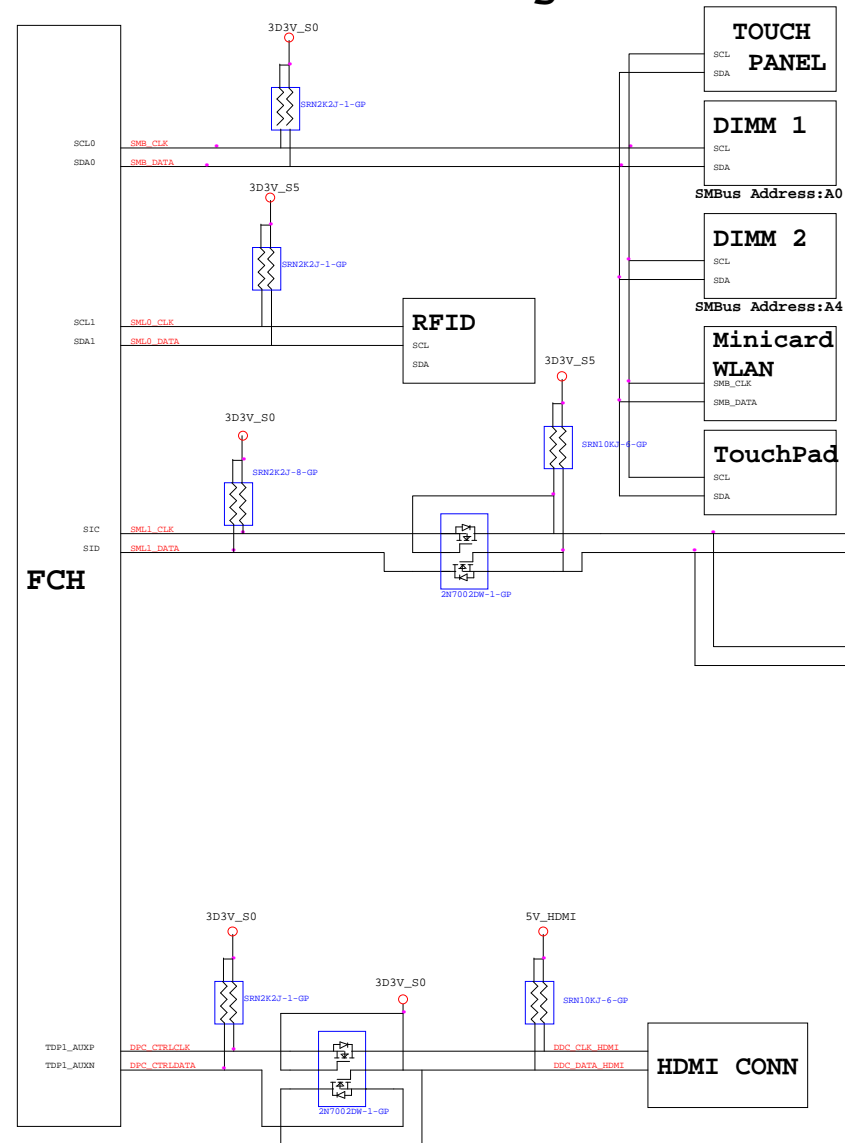 g
3D3V_S0
SRN2K2J-1-GP
TOUCH
PANEL
SCL
SDA
SCL0 SMB_CLK
SDA0 SMB_DATA
DIMM 1
SCL
SDA
SMBus Address:A0
3D3V_S5
SRN2K2J-1-GP
DIMM 2
SCL
SDA
SMBus Address:A4
SCL1 SML0_CLK
SDA1 SML0_DATA
RFID
SCL
SDA
Minicard
WLAN
SMB_CLK
SMB_DATA
3D3V_S5
SRN10KJ-6-GP
3D3V_S0
SRN2K2J-8-GP
TouchPad
SCL
SDA
SIC SML1_CLK
SID SML1_DATA
FCH
2N7002DW-1-GP
3D3V_S0
SRN2K2J-1-GP
3D3V_S0
5V_HDMI
SRN10KJ-6-GP
TDP1_AUXP DPC_CTRLCLK
TDP1_AUXN DPC_CTRLDATA
2N7002DW-1-GP
DDC_CLK_HDMI
DDC_DATA_HDMI
HDMI CONN